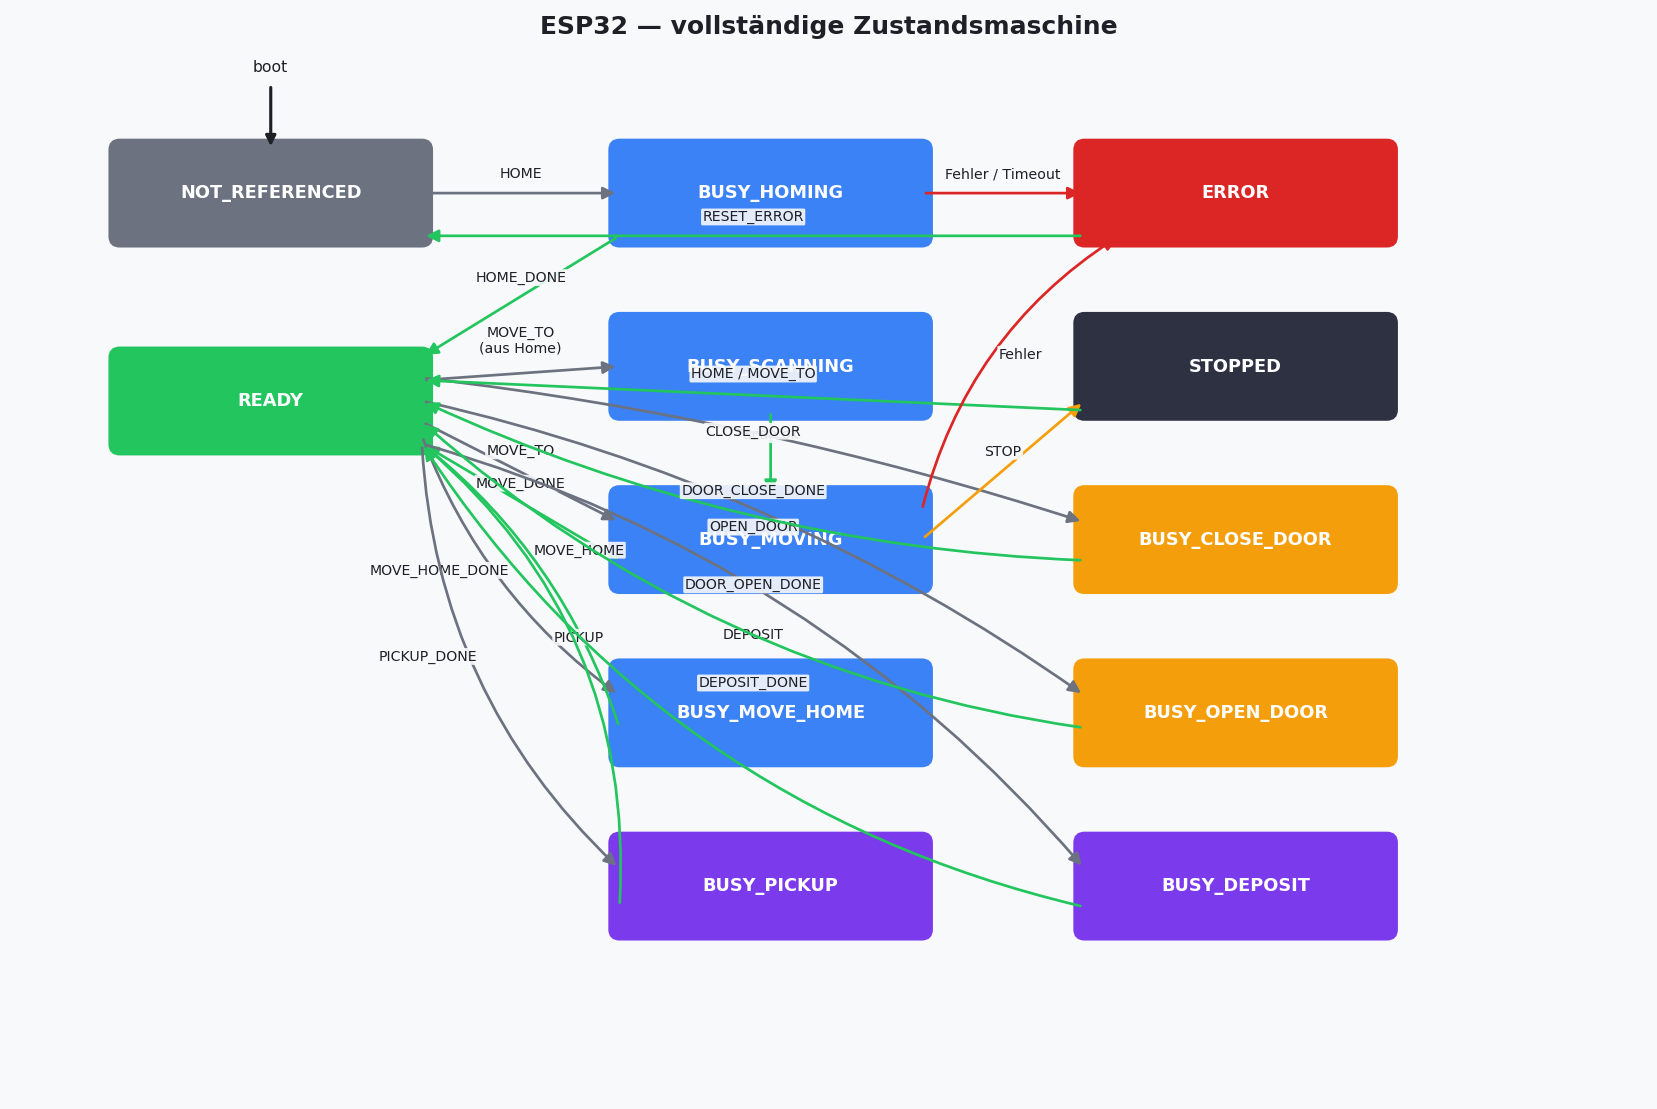 ESP32 — vollständige Zustandsmaschine
boot
NOT_REFERENCED
HOME
BUSY_HOMING
Fehler / Timeout
ERROR
RESET_ERROR
HOME_DONE
MOVE_TO
(aus Home)
BUSY_SCANNING
HOME / MOVE_TO
STOPPED
Fehler
READY
CLOSE_DOOR
MOVE_TO
STOP
MOVE_DONE
DOOR_CLOSE_DONE
OPEN_DOOR
BUSY_MOVING
BUSY_CLOSE_DOOR
MOVE_HOME
MOVE_HOME_DONE
DOOR_OPEN_DONE
PICKUP
DEPOSIT
PICKUP_DONE
DEPOSIT_DONE
BUSY_MOVE_HOME
BUSY_OPEN_DOOR
BUSY_PICKUP
BUSY_DEPOSIT